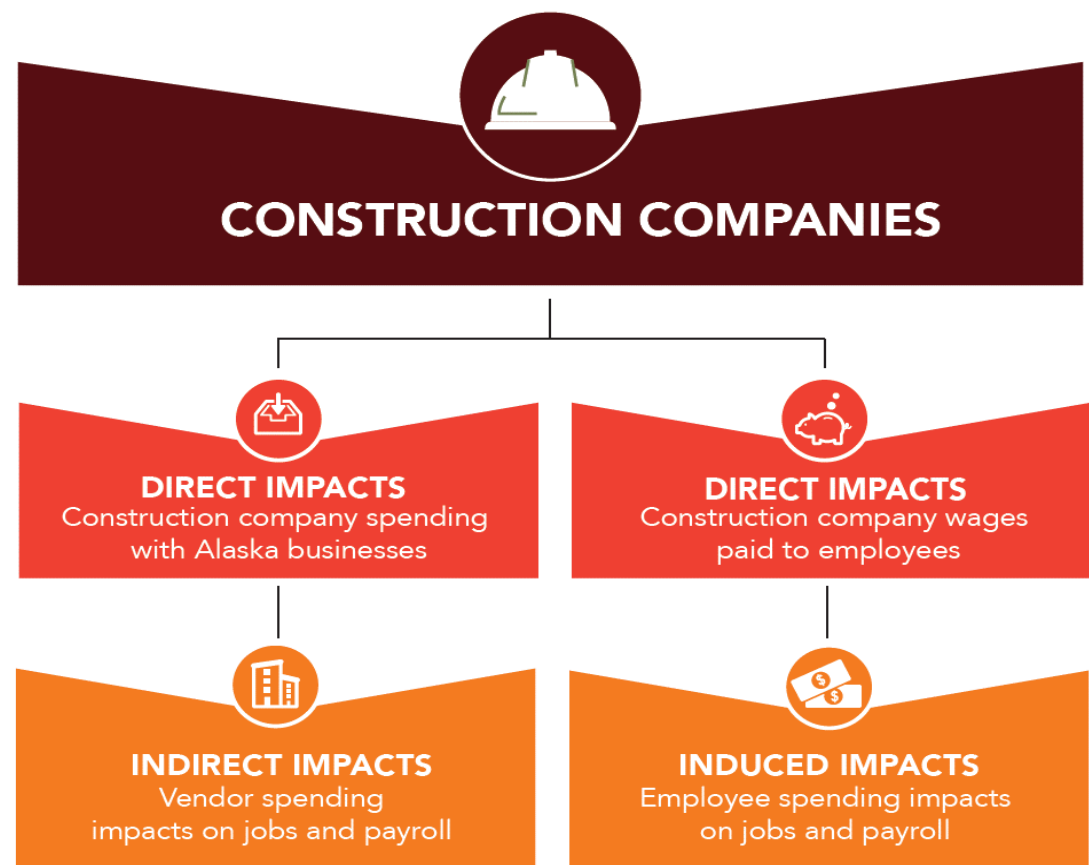 CONSTRUCTION COMPANIES
DIRECT IMPACTS
Construction company spending
with Alaska businesses
DIRECT IMPACTS
Construction company wages
paid to employees
INDIRECT IMPACTS
Vendor spending
impacts on jobs and payroll
INDUCED IMPACTS
Employee spending impacts
on jobs and payroll
$
$